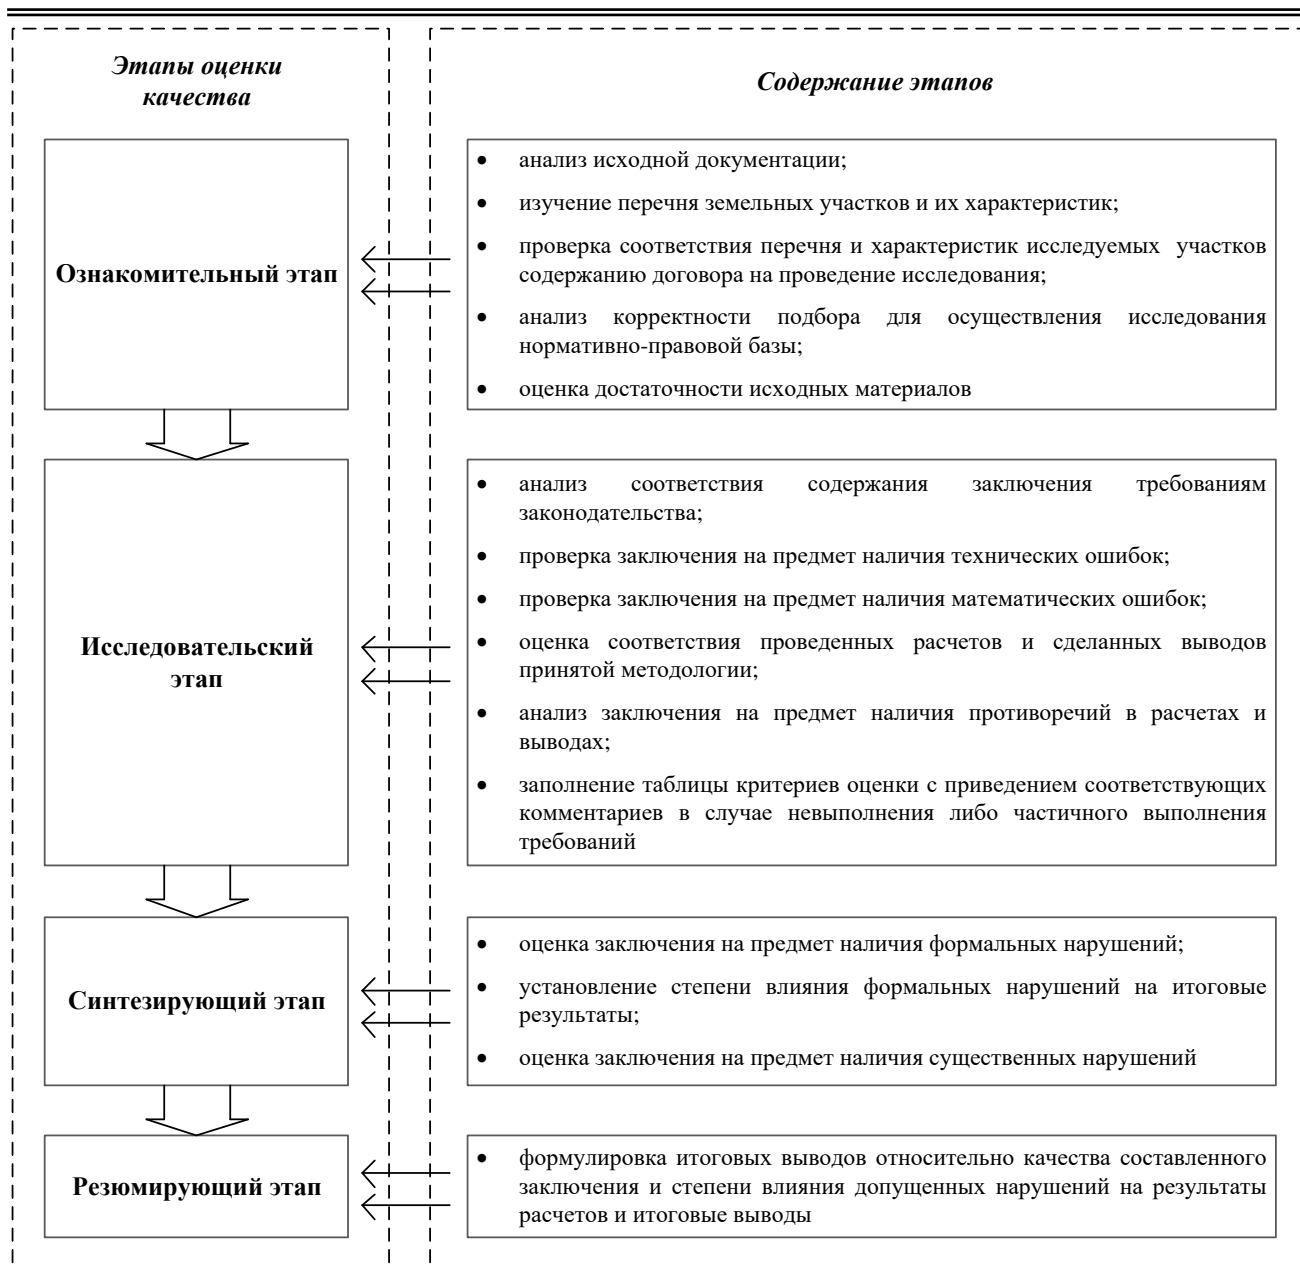 Этапы оценки
качества
Содержание этапов
Ознакомительный этап
• анализ исходной документации;
• изучение перечня земельных участков и их характеристик;
• проверка соответствия перечня и характеристик исследуемых участков
содержанию договора на проведение исследования;
• анализ корректности подбора для осуществления исследования
нормативно-правовой базы;
• оценка достаточности исходных материалов
Исследовательский
этап
• анализ соответствия содержания заключения требованиям
законодательства;
• проверка заключения на предмет наличия технических ошибок;
• проверка заключения на предмет наличия математических ошибок;
• оценка соответствия проведенных расчетов и сделанных выводов
принятой методологии;
• анализ заключения на предмет наличия противоречий в расчетах и
выводах;
• заполнение таблицы критериев оценки с приведением соответствующих
комментариев в случае невыполнения либо частичного выполнения
требований
Синтезирующий этап
• оценка заключения на предмет наличия формальных нарушений;
• установление степени влияния формальных нарушений на итоговые
результаты;
• оценка заключения на предмет наличия существенных нарушений
Резюмирующий этап
• формулировка итоговых выводов относительно качества составленного
заключения и степени влияния допущенных нарушений на результаты
расчетов и итоговые выводы